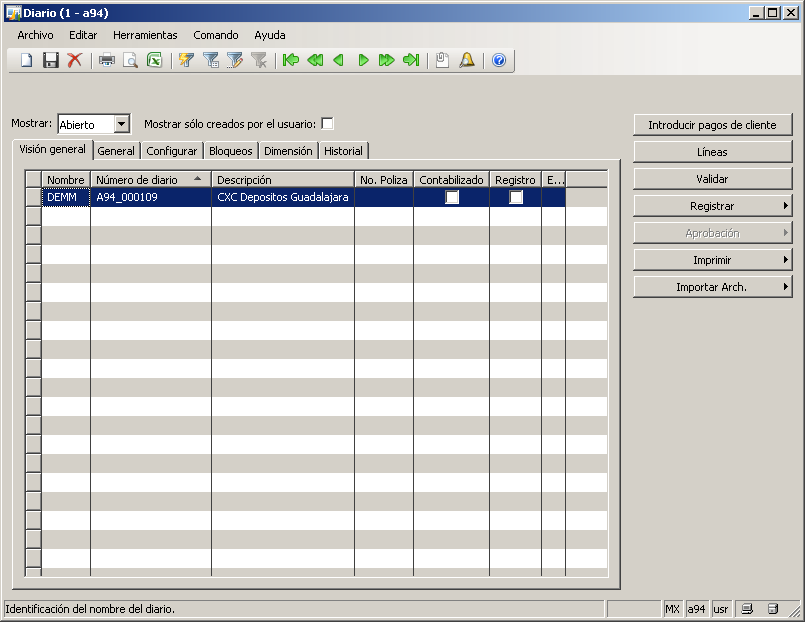 Diario (1 - a94)
Archivo Editar Herramientas Comando Ayuda
Mostrar: Abierto Mostrar sólo creados por el usuario:
Visión general General Configurar Bloqueos Dimensión Historial
Nombre Número de diario Descripción No. Poliza Contabilizado Registro E...
DEMM A94_000109 CXC Depositos Guadalajara
Introducir pagos de cliente
Líneas
Validar
Registrar
Aprobación
Imprimir
Importar Arch.
Identificación del nombre del diario. MX a94 usr